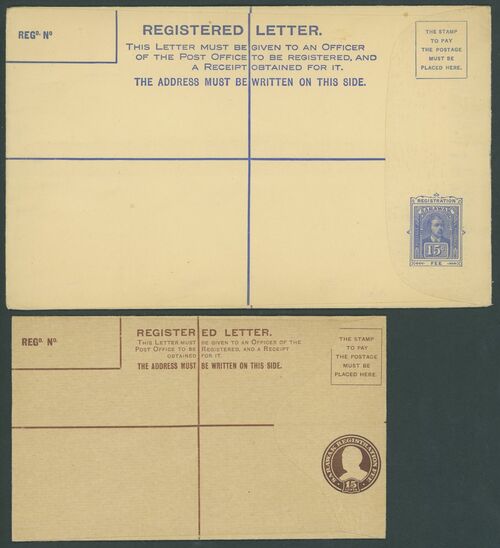 REGD. NO
REGISTERED LETTER.
THIS LETTER MUST BE GIVEN TO AN OFFICER
OF THE POST OFFICE TO BE REGISTERED, AND
A RECEIPT OBTAINED FOR IT.
THE ADDRESS MUST BE WRITTEN ON THIS SIDE.
THE STAMP
TO PAY
THE POSTAGE
MUST BE
PLACED HERE.
REGISTRATION
SARAWAK
15c
FEE
REGD. NO.
REGISTERED LETTER.
THIS LETTER MUST BE GIVEN TO AN OFFICER OF THE
POST OFFICE TO BE REGISTERED, AND A RECEIPT
OBTAINED FOR IT.
THE ADDRESS MUST BE WRITTEN ON THIS SIDE.
THE STAMP
TO PAY
THE POSTAGE
MUST BE
PLACED HERE.
SARAWAK REGISTRATION FEE
15
CENTS